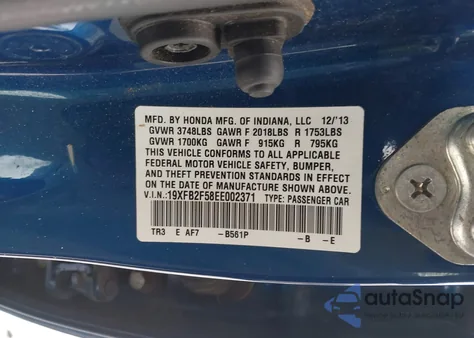 MFD. BY HONDA MFG. OF INDIANA, LLC 12/'13
GVWR 3748LBS GAWR F 2018LBS R 1753LBS
GVWR 1700KG GAWR F 915KG R 795KG
THIS VEHICLE CONFORMS TO ALL APPLICABLE
FEDERAL MOTOR VEHICLE SAFETY, BUMPER,
AND THEFT PREVENTION STANDARDS IN EFFECT
ON THE DATE OF MANUFACTURE SHOWN ABOVE.
V.I.N.: 19XFB2F58EE002371 TYPE: PASSENGER CAR
TR3 E AF7 -B561P -B -E
autoSnap